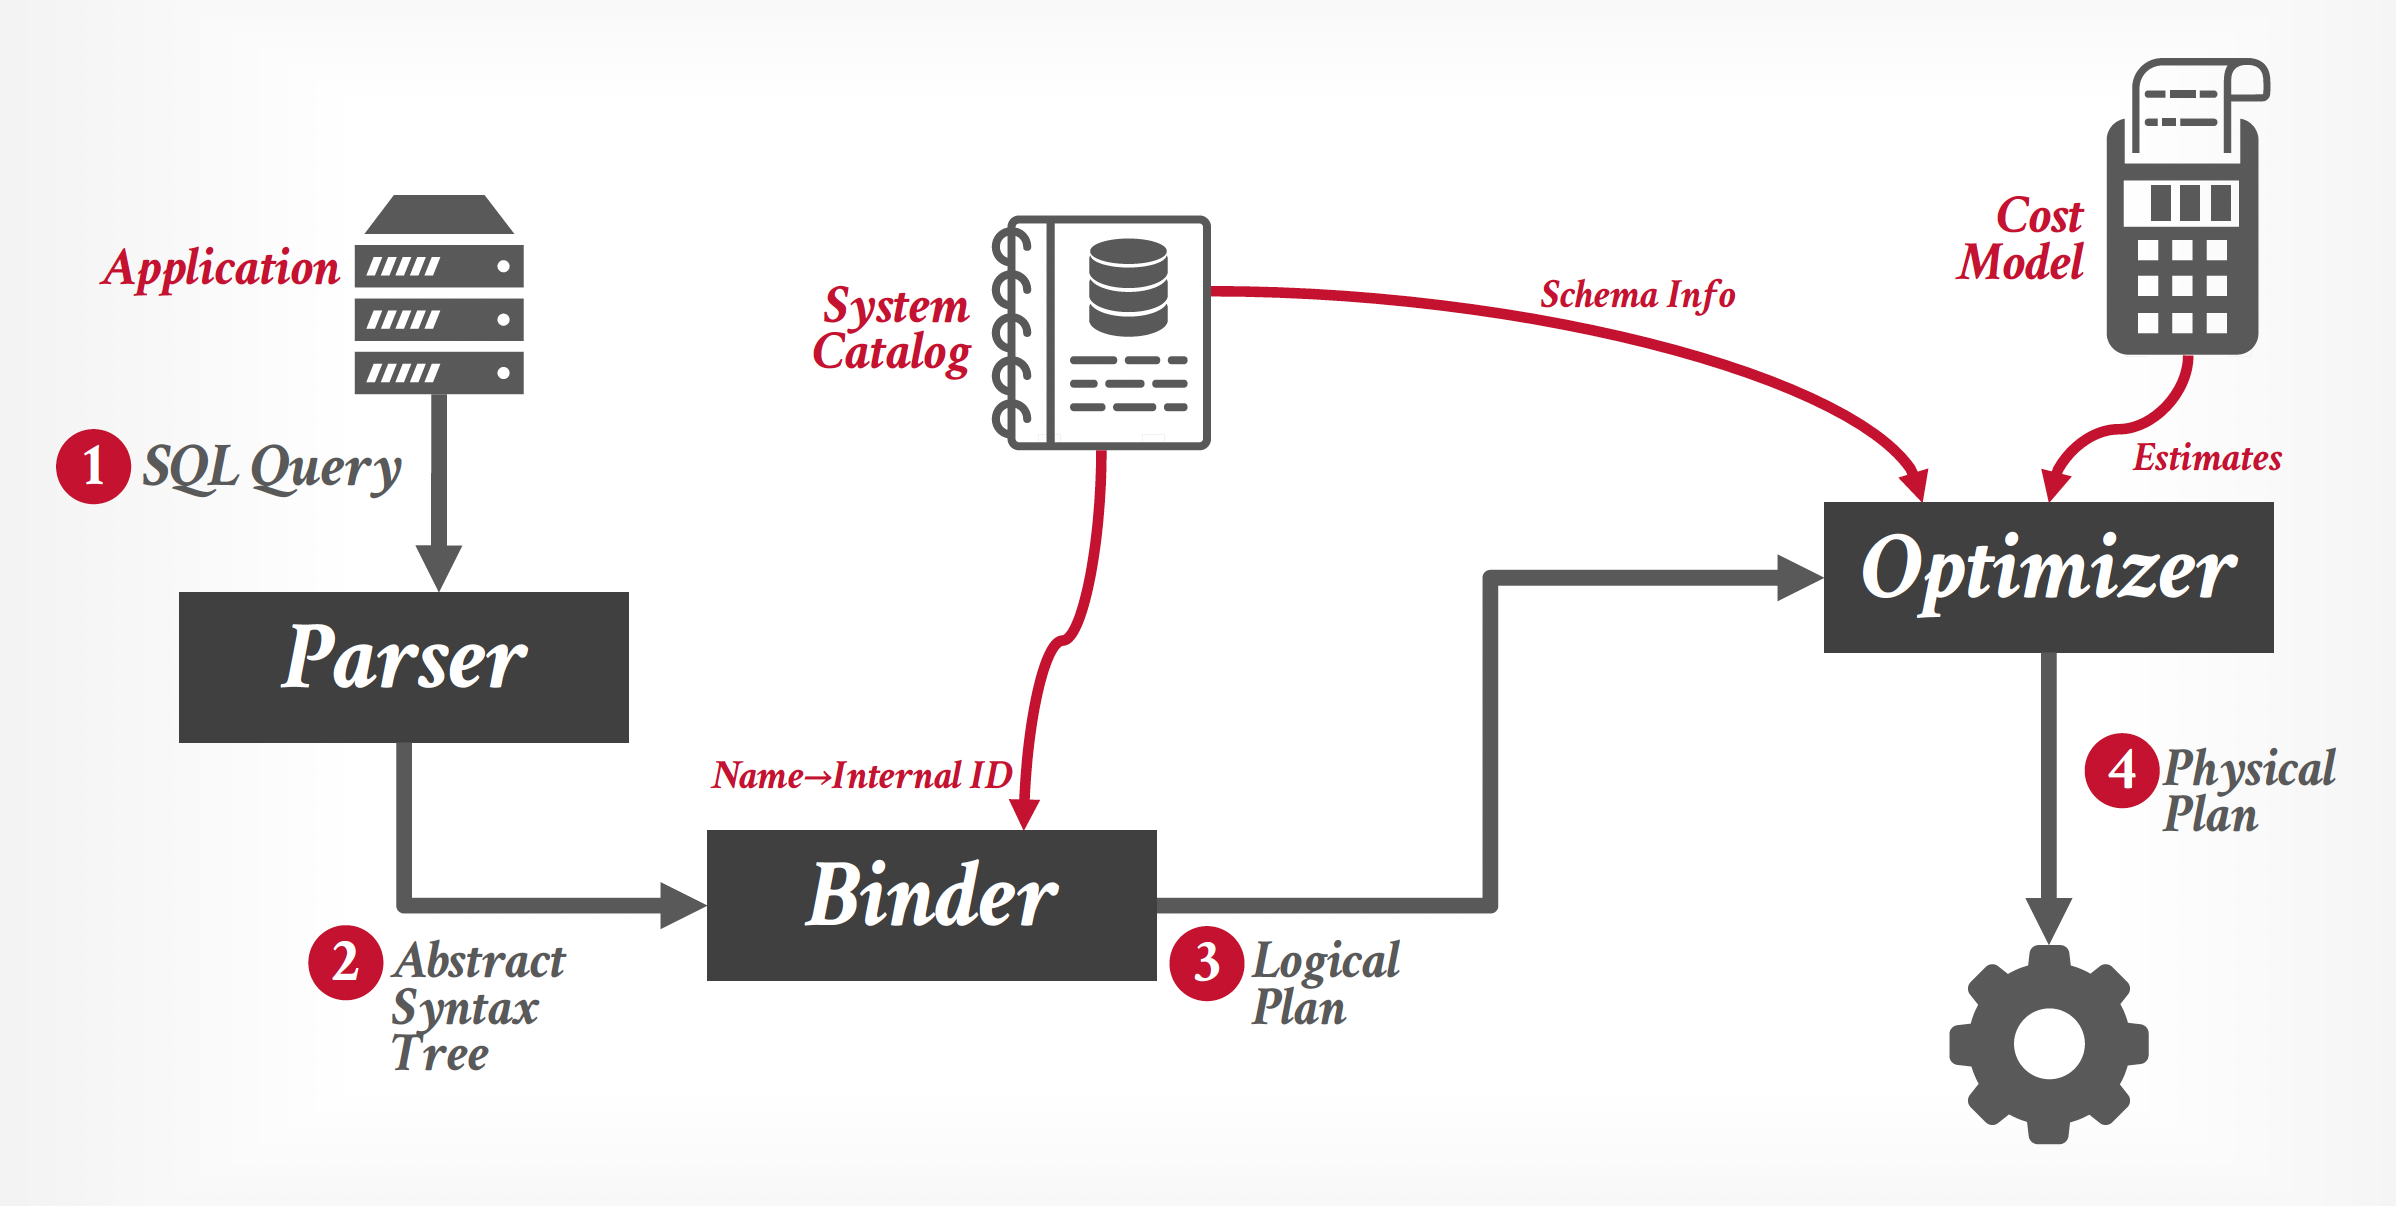 Application
1 SQL Query
Parser
2 Abstract
Syntax
Tree
System
Catalog
Name→Internal ID
Binder
3 Logical
Plan
Schema Info
Cost
Model
Estimates
Optimizer
4 Physical
Plan